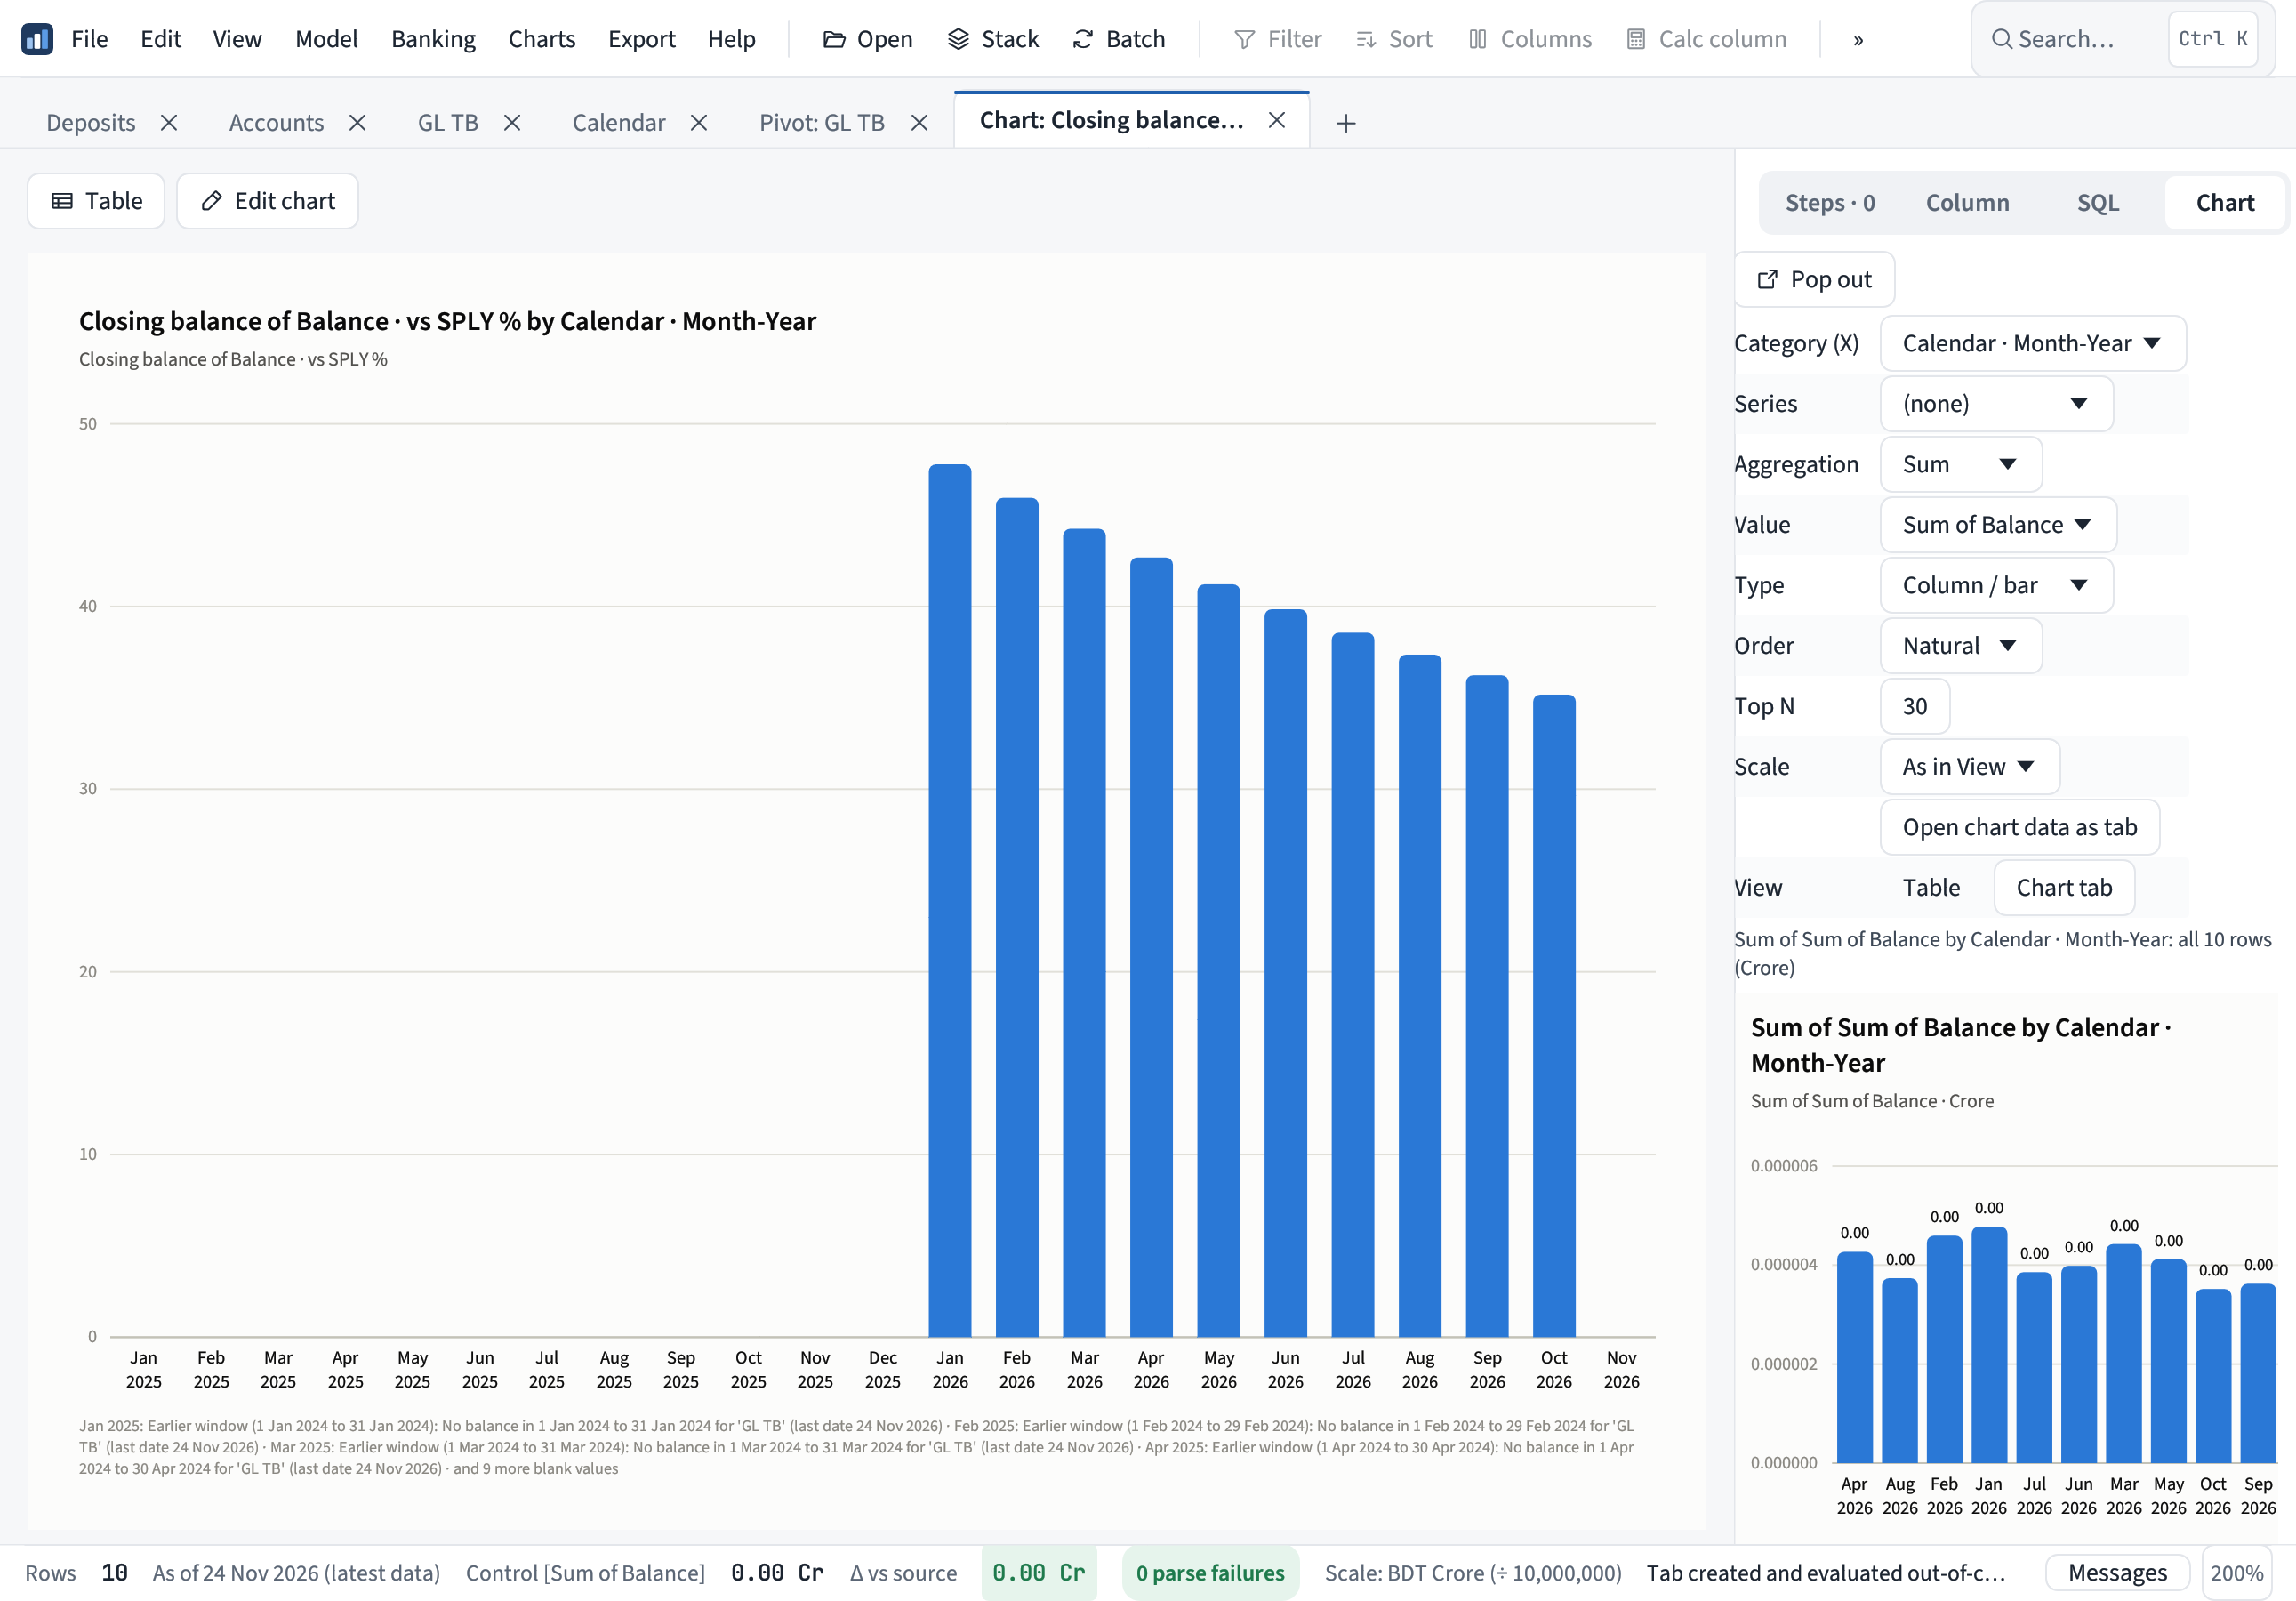 File Edit View Model Banking Charts Export Help Open Stack Batch Filter Sort Columns Calc column » Search… Ctrl K
Deposits Accounts GL TB Calendar Pivot: GL TB Chart: Closing balance…
Table Edit chart
Closing balance of Balance · vs SPLY % by Calendar · Month-Year
Closing balance of Balance · vs SPLY %
50
40
30
20
10
0
Jan Feb Mar Apr May Jun Jul Aug Sep Oct Nov Dec Jan Feb Mar Apr May Jun Jul Aug Sep Oct Nov
2025 2025 2025 2025 2025 2025 2025 2025 2025 2025 2025 2025 2026 2026 2026 2026 2026 2026 2026 2026 2026 2026 2026
Jan 2025: Earlier window (1 Jan 2024 to 31 Jan 2024): No balance in 1 Jan 2024 to 31 Jan 2024 for 'GL TB' (last date 24 Nov 2026) · Feb 2025: Earlier window (1 Feb 2024 to 29 Feb 2024): No balance in 1 Feb 2024 to 29 Feb 2024 for 'GL
TB' (last date 24 Nov 2026) · Mar 2025: Earlier window (1 Mar 2024 to 31 Mar 2024): No balance in 1 Mar 2024 to 31 Mar 2024 for 'GL TB' (last date 24 Nov 2026) · Apr 2025: Earlier window (1 Apr 2024 to 30 Apr 2024): No balance in 1 Apr
2024 to 30 Apr 2024 for 'GL TB' (last date 24 Nov 2026) · and 9 more blank values
Steps · 0 Column SQL Chart
Pop out
Category (X) Calendar · Month-Year
Series (none)
Aggregation Sum
Value Sum of Balance
Type Column / bar
Order Natural
Top N 30
Scale As in View
Open chart data as tab
View Table Chart tab
Sum of Sum of Balance by Calendar · Month-Year: all 10 rows
(Crore)
Sum of Sum of Balance by Calendar ·
Month-Year
Sum of Sum of Balance · Crore
0.000006
0.00 0.00 0.00 0.00 0.00 0.00 0.00 0.00 0.00 0.00
0.000004
0.000002
0.000000
Apr Aug Feb Jan Jul Jun Mar May Oct Sep
2026 2026 2026 2026 2026 2026 2026 2026 2026 2026
Rows 10 As of 24 Nov 2026 (latest data) Control [Sum of Balance] 0.00 Cr Δ vs source 0.00 Cr 0 parse failures Scale: BDT Crore (÷ 10,000,000) Tab created and evaluated out-of-c… Messages 200%